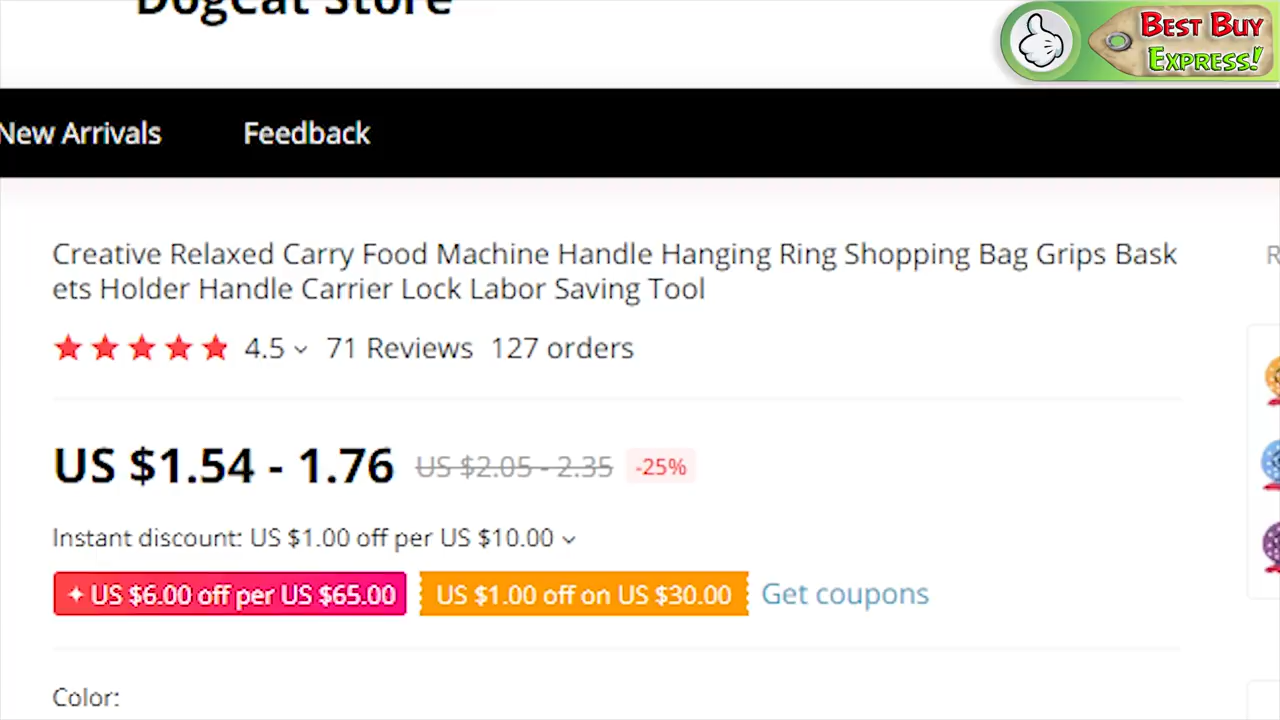 DogCat Store
BEST BUY
EXPRESS!
New Arrivals Feedback
Creative Relaxed Carry Food Machine Handle Hanging Ring Shopping Bag Grips Bask
ets Holder Handle Carrier Lock Labor Saving Tool
4.5 71 Reviews 127 orders
US $1.54 - 1.76 US $2.05 - 2.35 -25%
Instant discount: US $1.00 off per US $10.00
US $6.00 off per US $65.00 US $1.00 off on US $30.00 Get coupons
Color: